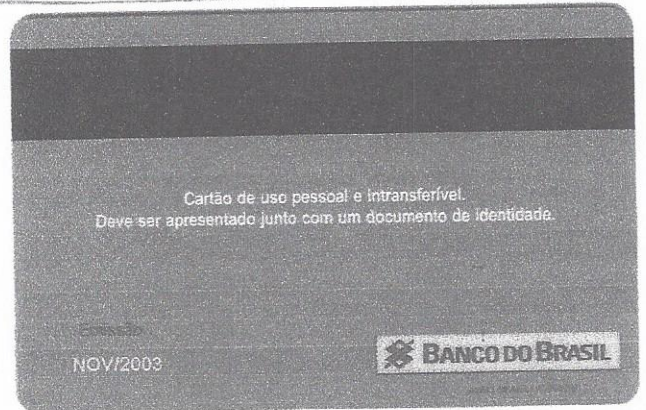 Cartão de uso pessoal e intransferível.
Deve ser apresentado junto com um documento de identidade.
Emissão
NOV/2003
BANCO DO BRASIL